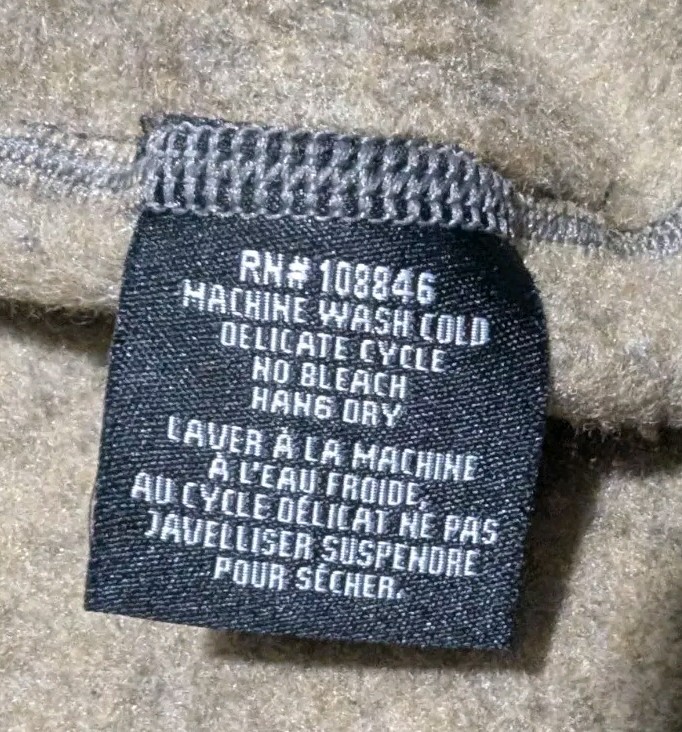 RN# 108846
MACHINE WASH COLD
DELICATE CYCLE
NO BLEACH
HANG DRY
LAVER À LA MACHINE
À L'EAU FROIDE,
AU CYCLE DÉLICAT NE PAS
JAVELLISER SUSPENDRE
POUR SÉCHER.